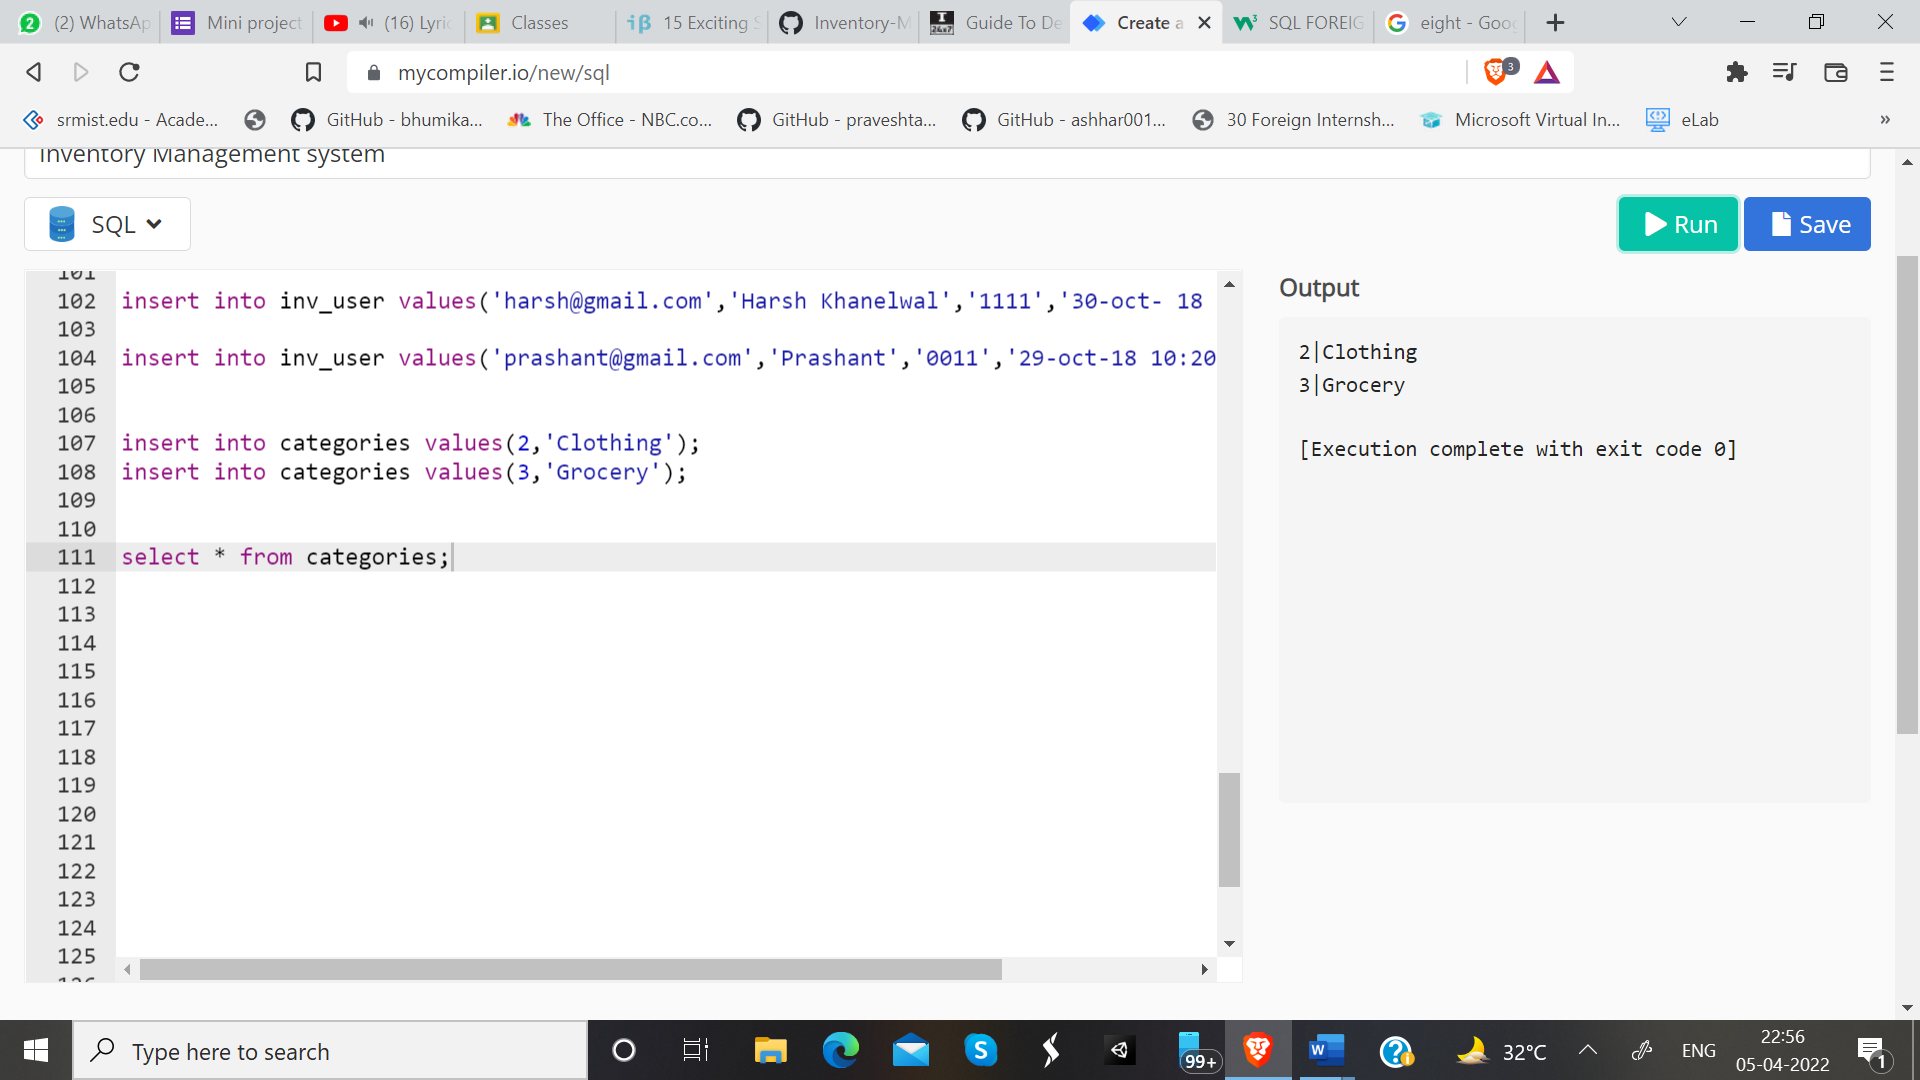 (2) WhatsAp
Mini project
(16) Lyri
Classes
15 Exciting S
Inventory-M
Guide To De
Create a
SQL FOREIG
eight - Goog
mycompiler.io/new/sql
3
srmist.edu - Acade...
GitHub - bhumika...
The Office - NBC.co...
GitHub - praveshta...
GitHub - ashhar001...
30 Foreign Internsh...
Microsoft Virtual In...
eLab
»
Inventory Management system
SQL
Run
Save
101
102 insert into inv_user values('harsh@gmail.com','Harsh Khanelwal','1111','30-oct- 18
103
104 insert into inv_user values('prashant@gmail.com','Prashant','0011','29-oct-18 10:20
105
106
107 insert into categories values(2,'Clothing');
108 insert into categories values(3,'Grocery');
109
110
111 select * from categories;
112
113
114
115
116
117
118
119
120
121
122
123
124
125
126
Output
2|Clothing
3|Grocery
[Execution complete with exit code 0]
Type here to search
99+
32°C
ENG
22:56
05-04-2022
1